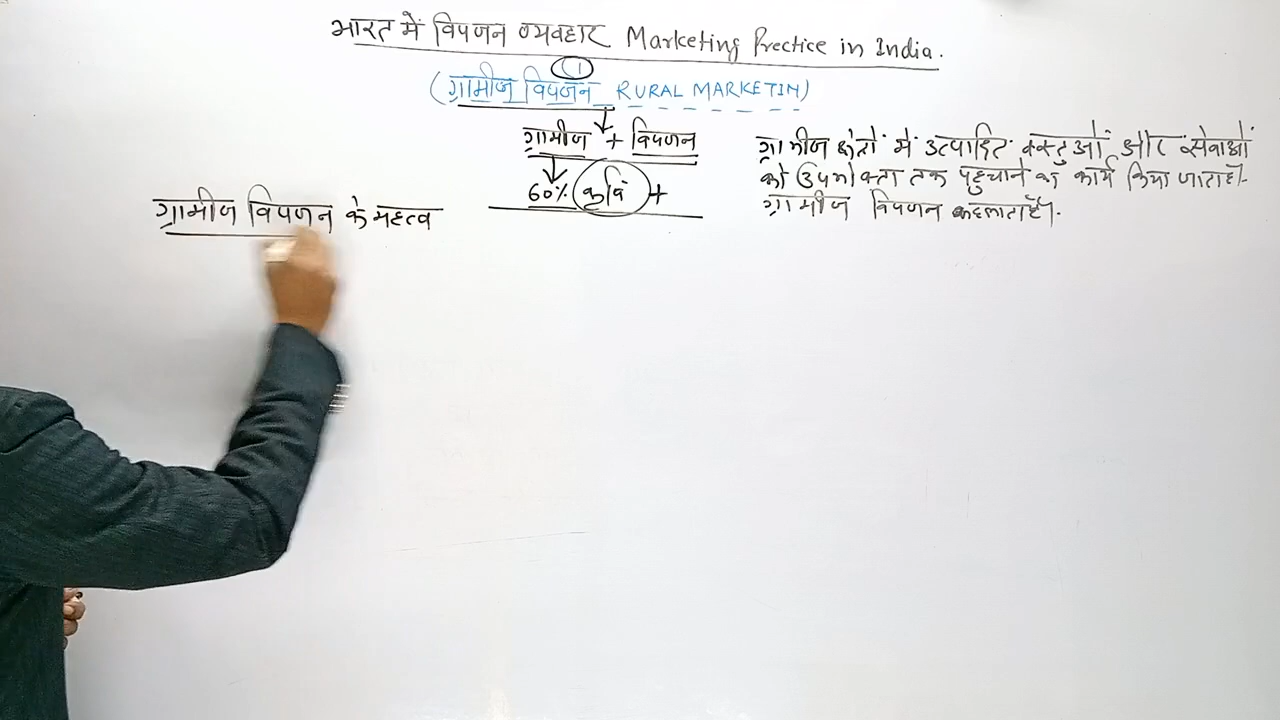 भारत में विपणन व्यवहार Marketing Prectice in India.
1
(ग्रामीण विपणन RURAL MARKETIN)
ग्रामीण + विपणन
60% कृषि +
ग्रामीण क्षेत्रों में उत्पादित वस्तुओं और सेवाओं
को उपभोक्ता तक पहुचाने का कार्य किया जाता है।
ग्रामीण विपणन कहलाता है।
ग्रामीण विपणन के महत्व